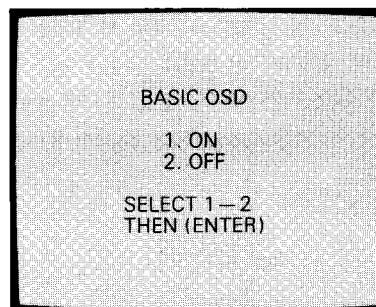 BASIC OSD
1. ON
2. OFF
SELECT 1–2
THEN (ENTER)